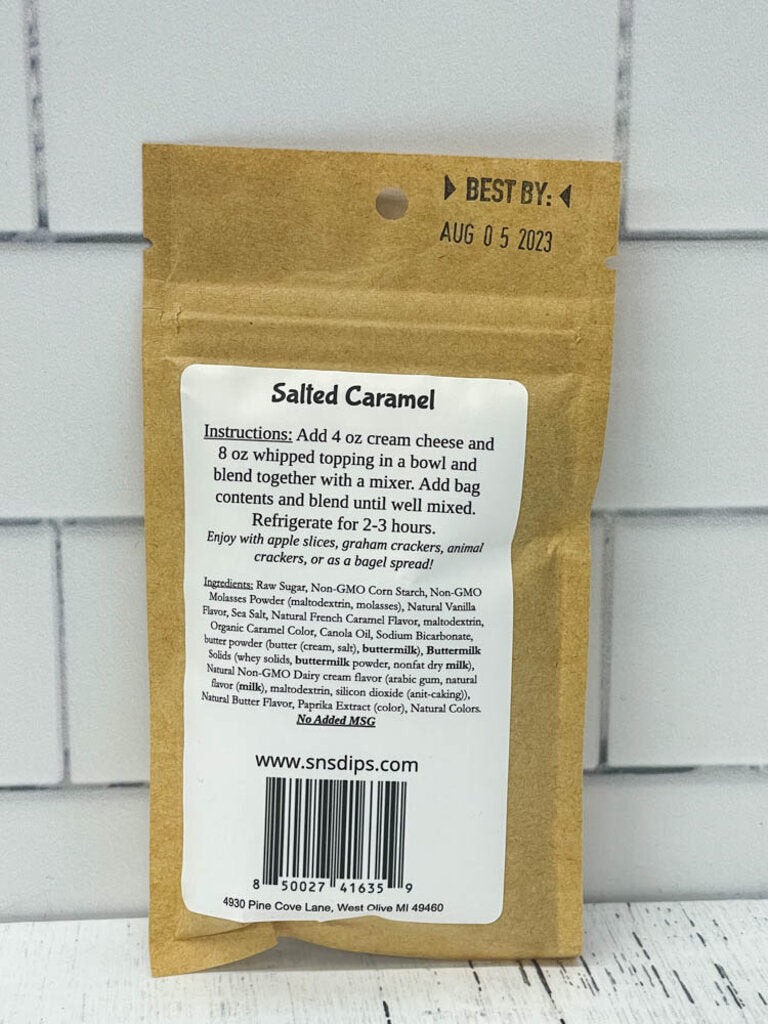 BEST BY:
AUG 05 2023
Salted Caramel
Instructions: Add 4 oz cream cheese and
8 oz whipped topping in a bowl and
blend together with a mixer. Add bag
contents and blend until well mixed.
Refrigerate for 2-3 hours.
Enjoy with apple slices, graham crackers, animal
crackers, or as a bagel spread!
Ingredients: Raw Sugar, Non-GMO Corn Starch, Non-GMO
Molasses Powder (maltodextrin, molasses), Natural Vanilla
Flavor, Sea Salt, Natural French Caramel Flavor, maltodextrin,
Organic Caramel Color, Canola Oil, Sodium Bicarbonate,
butter powder (butter (cream, salt), buttermilk), Buttermilk
Solids (whey solids, buttermilk powder, nonfat dry milk),
Natural Non-GMO Dairy cream flavor (arabic gum, natural
flavor (milk), maltodextrin, silicon dioxide (anit-caking)),
Natural Butter Flavor, Paprika Extract (color), Natural Colors.
No Added MSG
www.snsdips.com
8 50027 41635 9
4930 Pine Cove Lane, West Olive MI 49460